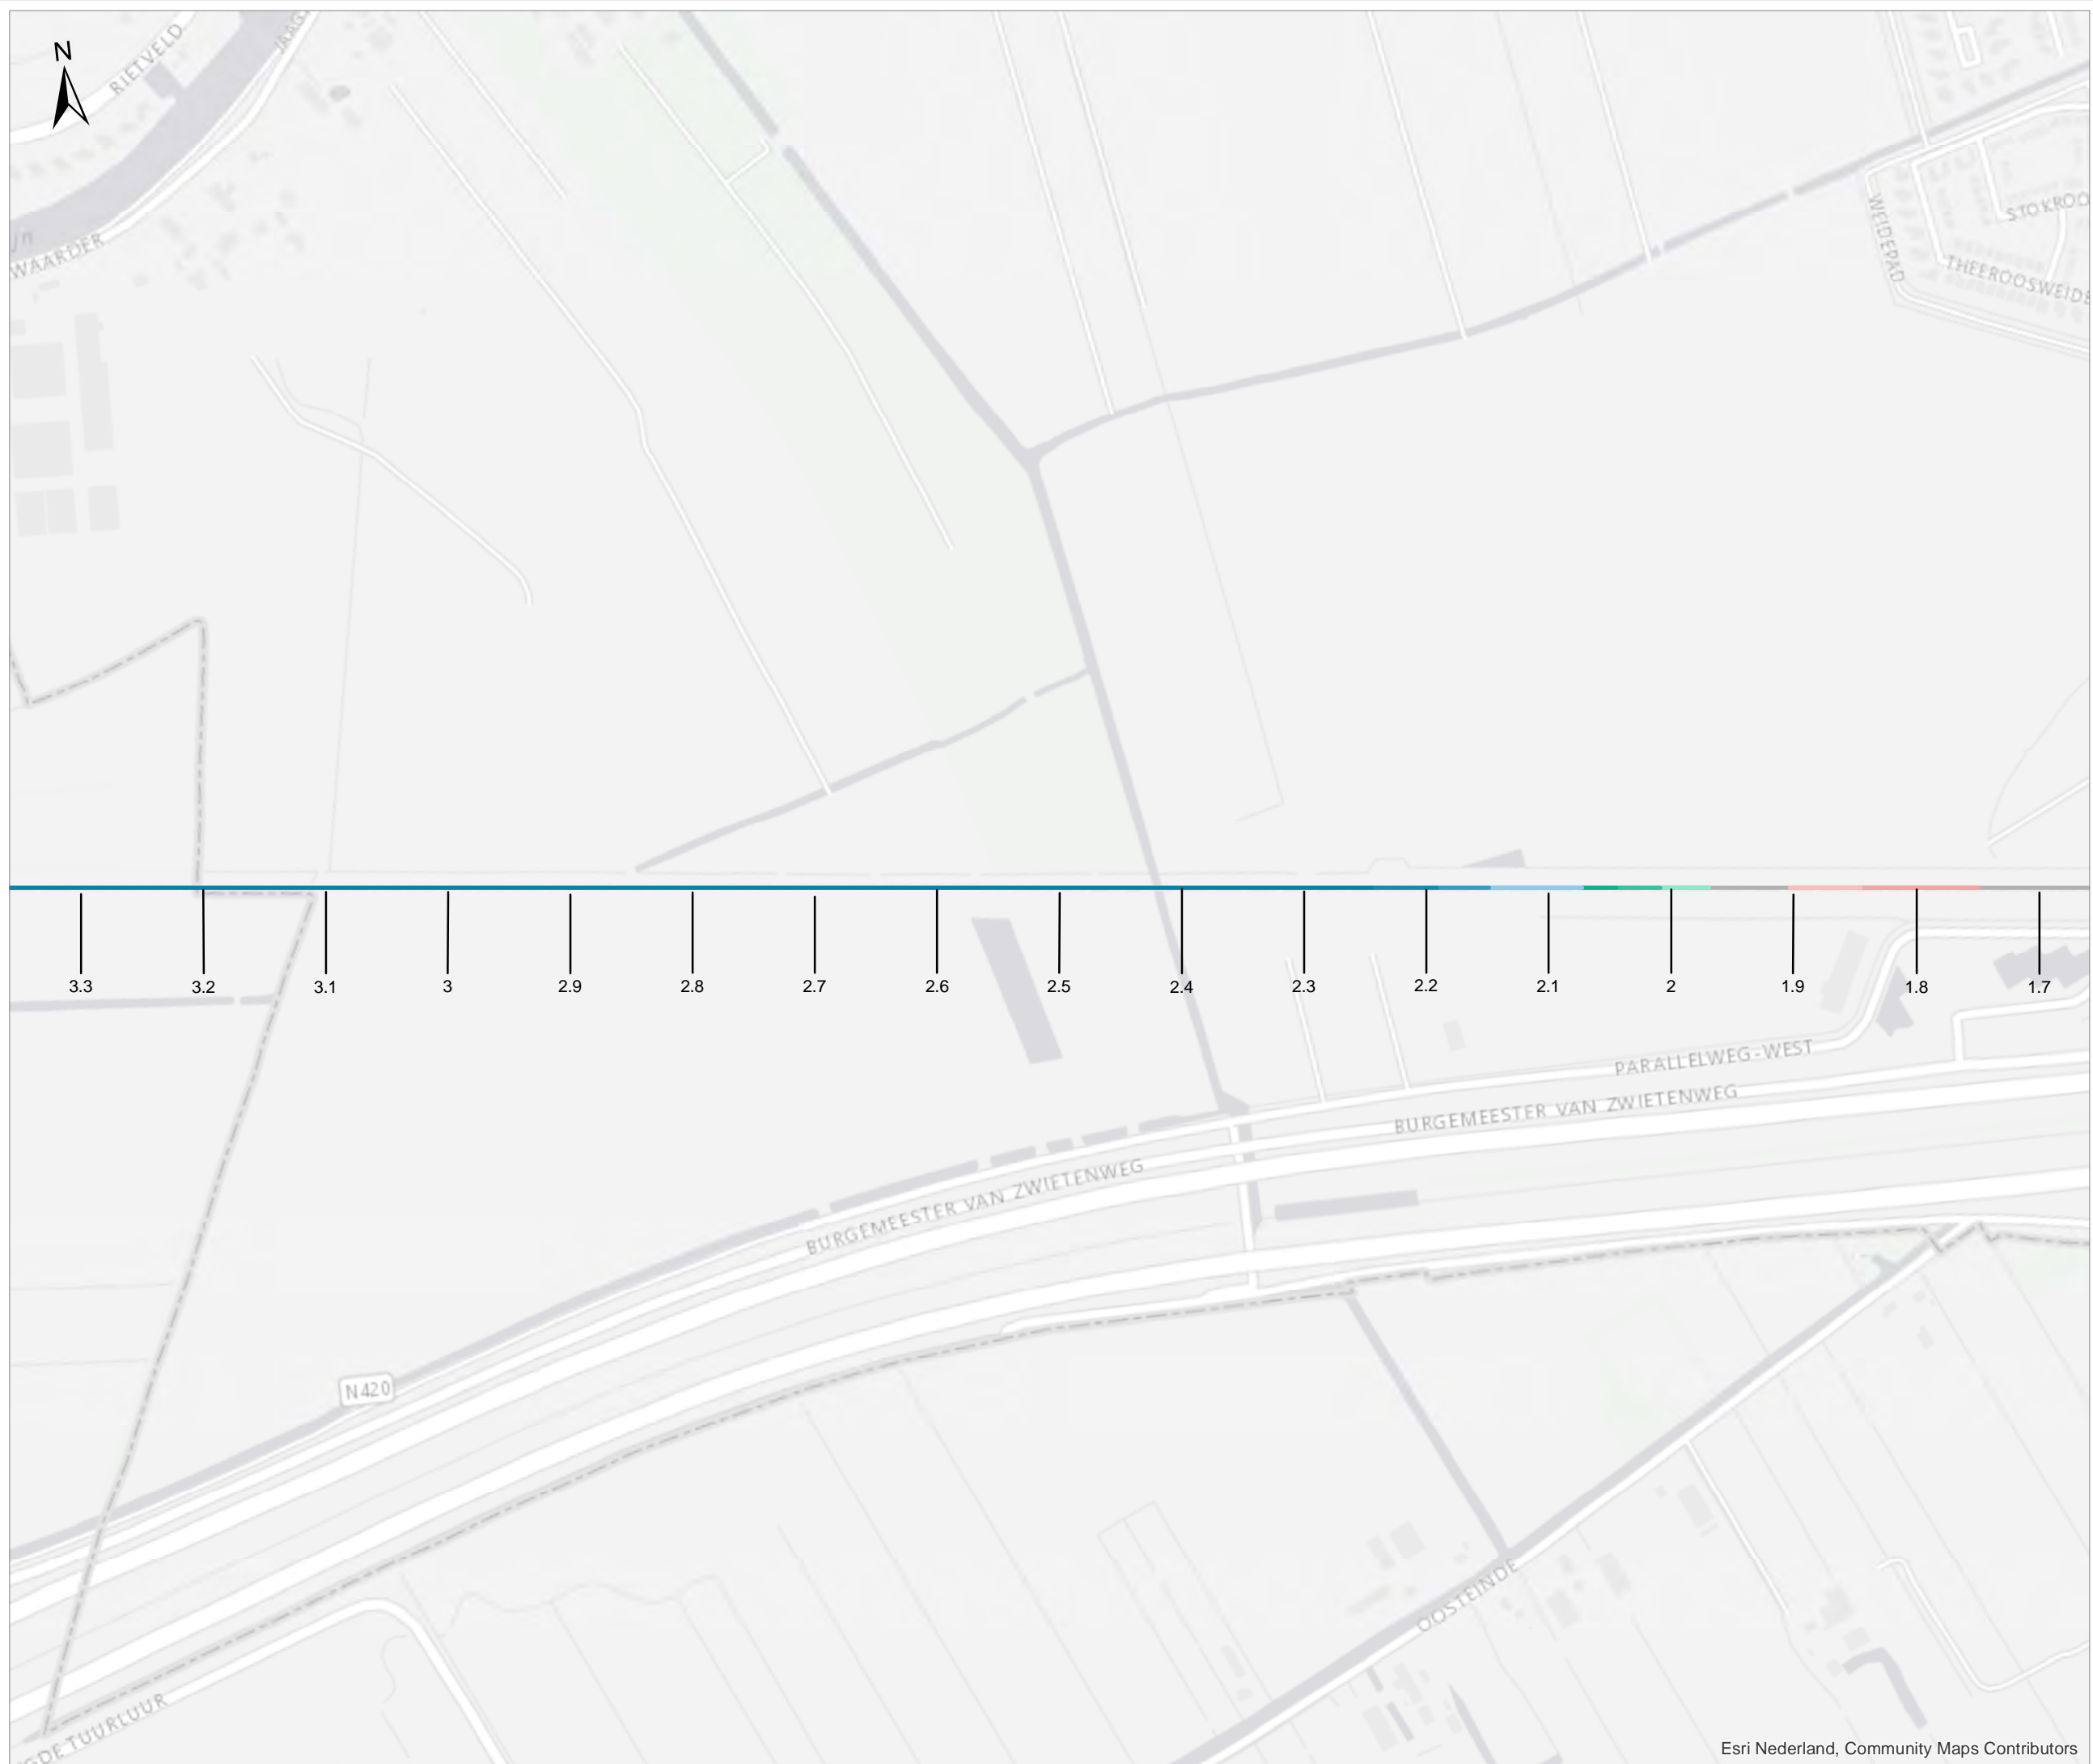 N
RIETVELD
JAAG
WAARDER
WEIDEPAD
STOKROO
THEEROOSWEIDE
3.3 3.2 3.1 3 2.9 2.8 2.7 2.6 2.5 2.4 2.3 2.2 2.1 2 1.9 1.8 1.7
PARALLELWEG-WEST
BURGEMEESTER VAN ZWIETENWEG
BURGEMEESTER VAN ZWIETENWEG
N420
OOSTEINDE
GDE TUURLUUR
Esri Nederland, Community Maps Contributors